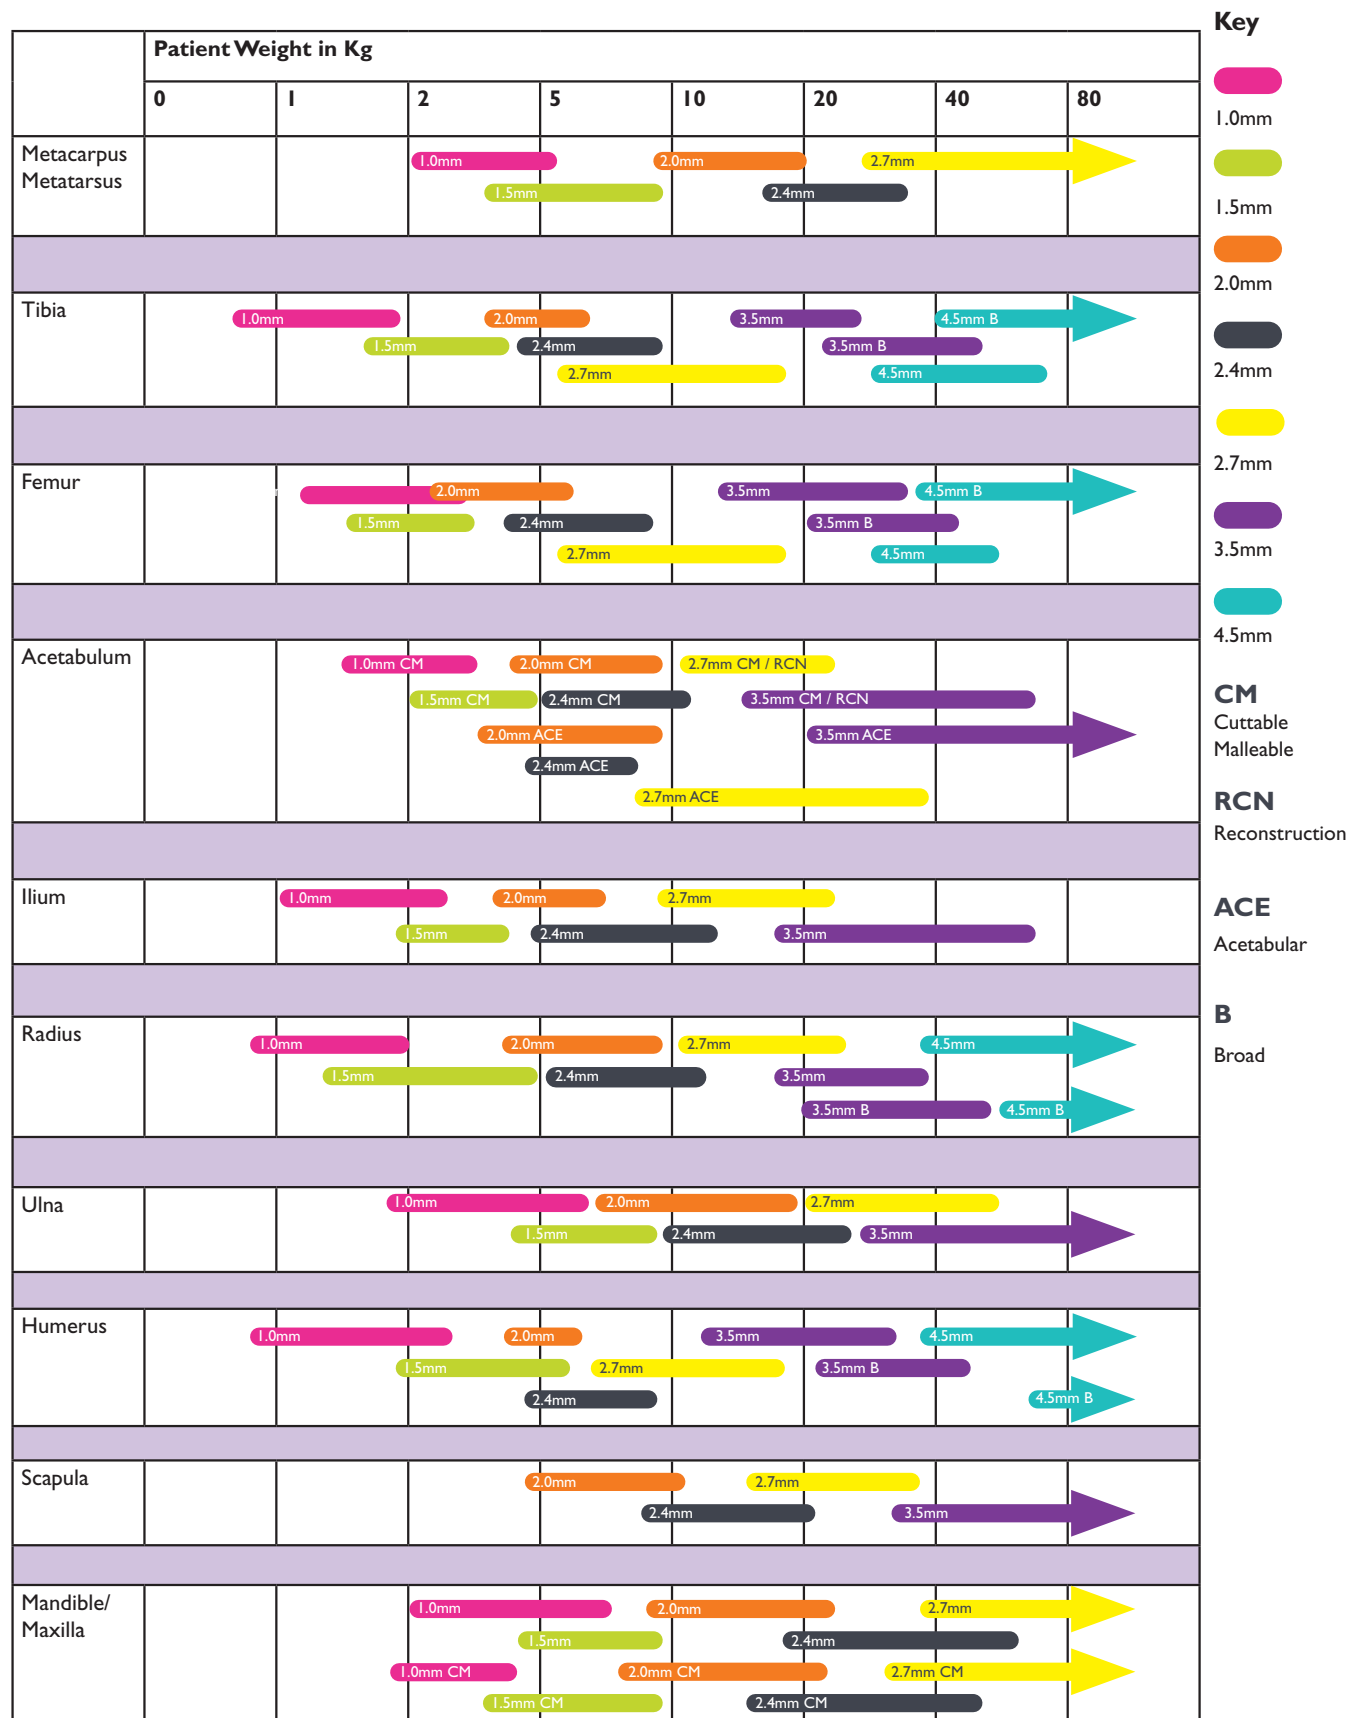 Key
Patient Weight in Kg
0 1 2 5 10 20 40 80
1.0mm
1.5mm
2.0mm
2.4mm
2.7mm
3.5mm
4.5mm
CM
Cuttable
Malleable
RCN
Reconstruction
ACE
Acetabular
B
Broad
Metacarpus
Metatarsus
1.0mm 2.0mm 2.7mm
1.5mm 2.4mm
Tibia
1.0mm 2.0mm 3.5mm 4.5mm B
1.5mm 2.4mm 3.5mm B
2.7mm 4.5mm
Femur
2.0mm 3.5mm 4.5mm B
1.5mm 2.4mm 3.5mm B
2.7mm 4.5mm
Acetabulum
1.0mm CM 2.0mm CM 2.7mm CM / RCN
1.5mm CM 2.4mm CM 3.5mm CM / RCN
2.0mm ACE 3.5mm ACE
2.4mm ACE
2.7mm ACE
Ilium
1.0mm 2.0mm 2.7mm
1.5mm 2.4mm 3.5mm
Radius
1.0mm 2.0mm 2.7mm 4.5mm
1.5mm 2.4mm 3.5mm
3.5mm B 4.5mm B
Ulna
1.0mm 2.0mm 2.7mm
1.5mm 2.4mm 3.5mm
Humerus
1.0mm 2.0mm 3.5mm 4.5mm
1.5mm 2.7mm 3.5mm B
2.4mm 4.5mm B
Scapula
2.0mm 2.7mm
2.4mm 3.5mm
Mandible/
Maxilla
1.0mm 2.0mm 2.7mm
1.5mm 2.4mm
1.0mm CM 2.0mm CM 2.7mm CM
1.5mm CM 2.4mm CM